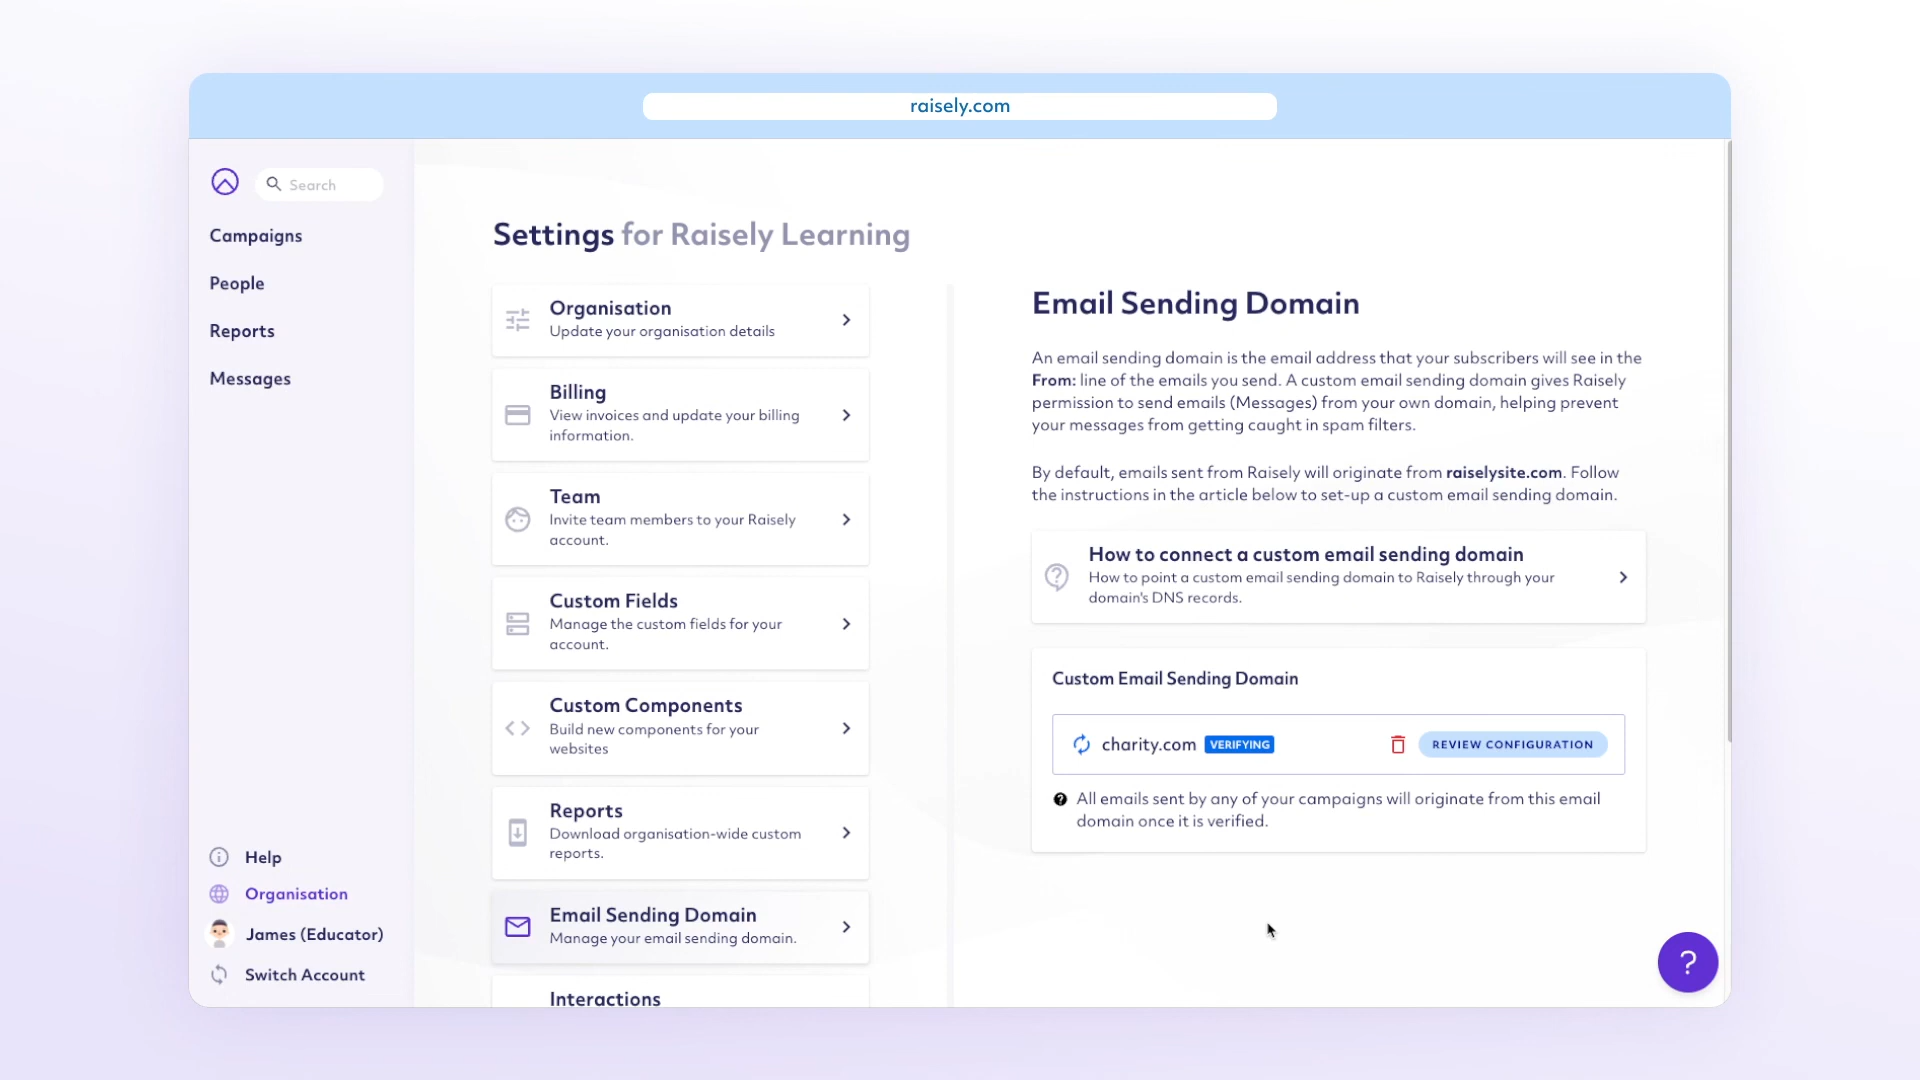 raisely.com
Search
Campaigns
People
Reports
Messages
Help
Organisation
James (Educator)
Switch Account
Settings for Raisely Learning
Organisation
Update your organisation details
Billing
View invoices and update your billing
information.
Team
Invite team members to your Raisely
account.
Custom Fields
Manage the custom fields for your
account.
Custom Components
Build new components for your
websites
Reports
Download organisation-wide custom
reports.
Email Sending Domain
Manage your email sending domain.
Interactions
Email Sending Domain
An email sending domain is the email address that your subscribers will see in the
From: line of the emails you send. A custom email sending domain gives Raisely
permission to send emails (Messages) from your own domain, helping prevent
your messages from getting caught in spam filters.
By default, emails sent from Raisely will originate from raiselysite.com. Follow
the instructions in the article below to set-up a custom email sending domain.
How to connect a custom email sending domain
How to point a custom email sending domain to Raisely through your
domain's DNS records.
Custom Email Sending Domain
charity.com VERIFYING REVIEW CONFIGURATION
All emails sent by any of your campaigns will originate from this email
domain once it is verified.
?